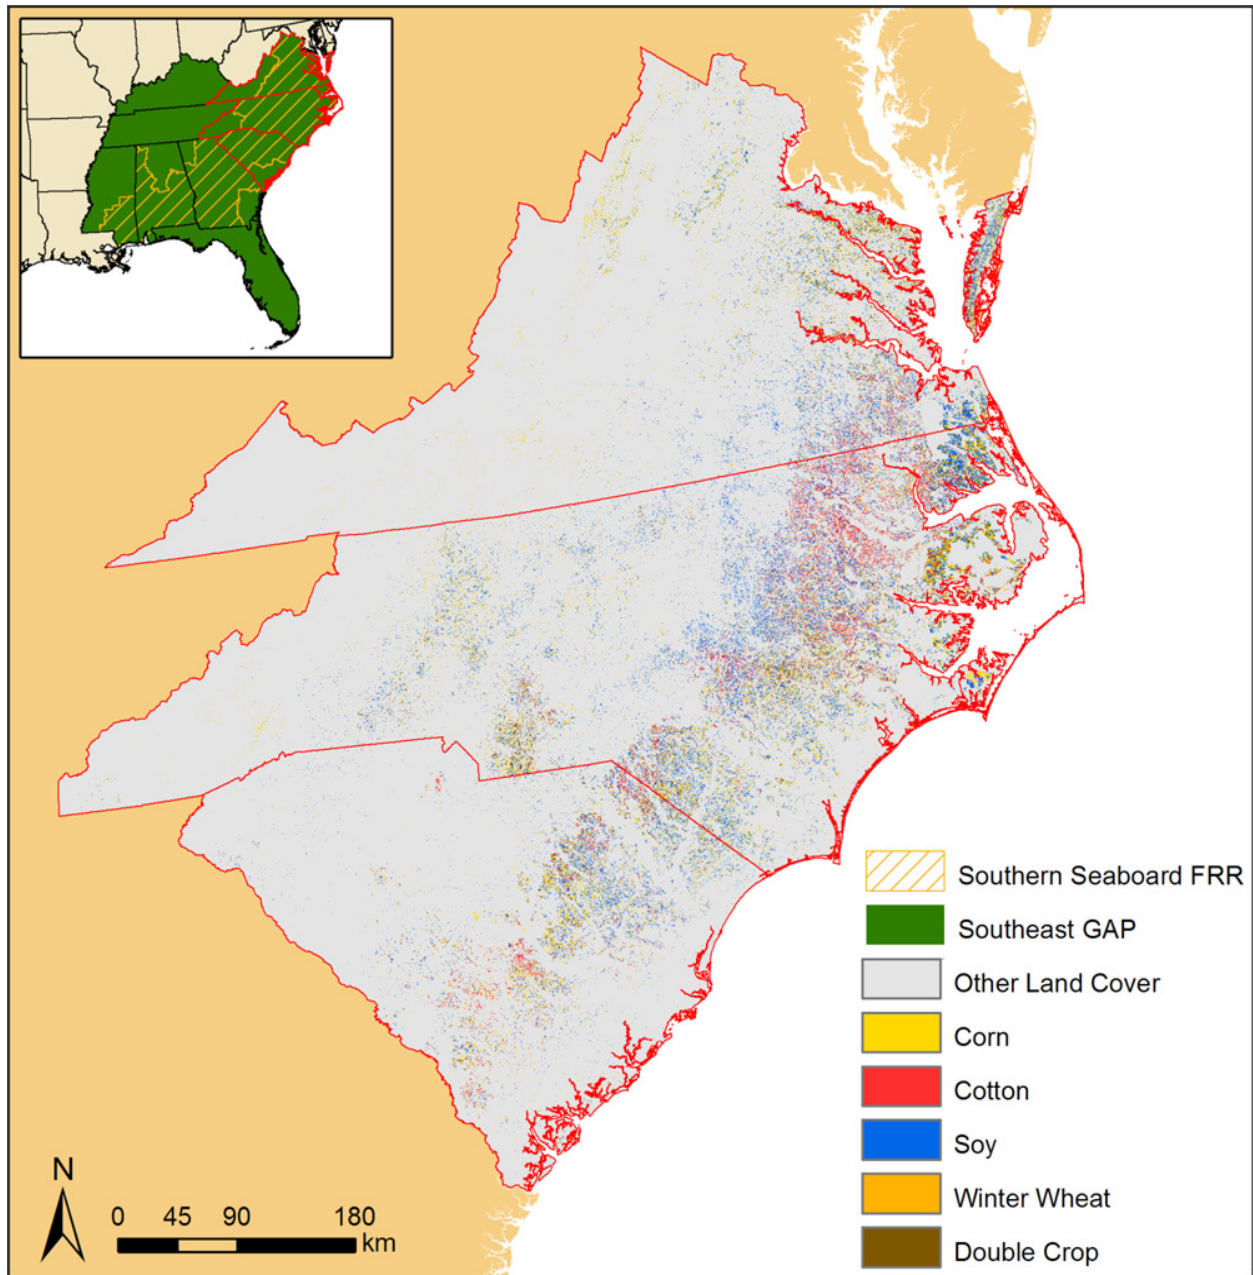 Southern Seaboard FRR
Southeast GAP
Other Land Cover
Corn
Cotton
Soy
Winter Wheat
Double Crop
N
0 45 90 180
km